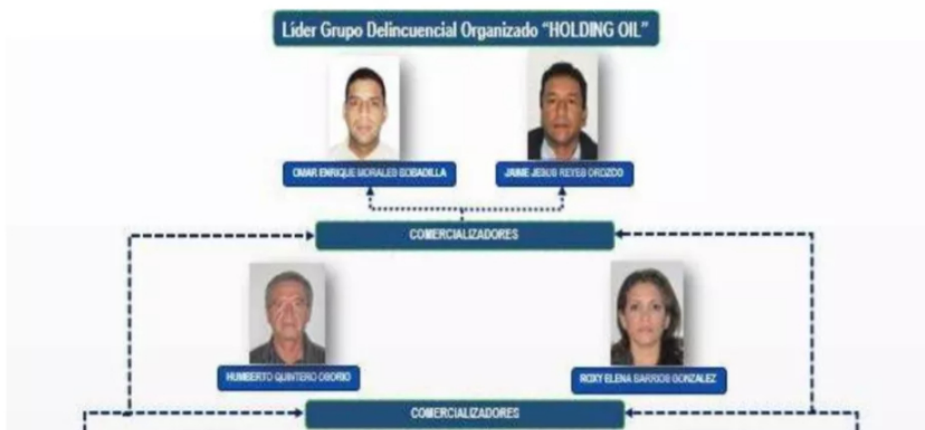 Líder Grupo Delincuencial Organizado "HOLDING OIL"
OMAR ENRIQUE MORALES BOBADILLA
JAIME JESUS REYES OROZCO
COMERCIALIZADORES
HUMBERTO QUINTERO OSORIO
ROXY ELENA BARRIOS GONZALEZ
COMERCIALIZADORES